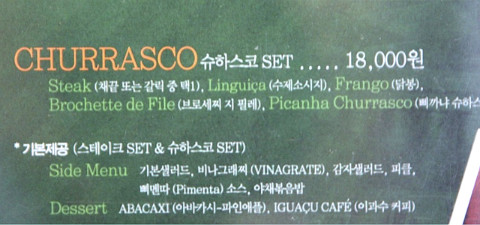 CHURRASCO 슈하스코 SET ..... 18,000원
Steak (채끝 또는 갈릭 중 택1), Linguiça (수제소시지), Frango (닭봉),
Brochette de File (브로세찌 지 필레), Picanha Churrasco (삐까냐 슈하스
* 기본제공 (스테이크 SET & 슈하스코 SET)
Side Menu 기본샐러드, 비나그래찌 (VINAGRATE), 감자샐러드, 피클,
삐멘따 (Pimenta) 소스, 야채볶음밥
Dessert ABACAXI (아바카시-파인애플), IGUAÇU CAFÉ (이과수 커피)